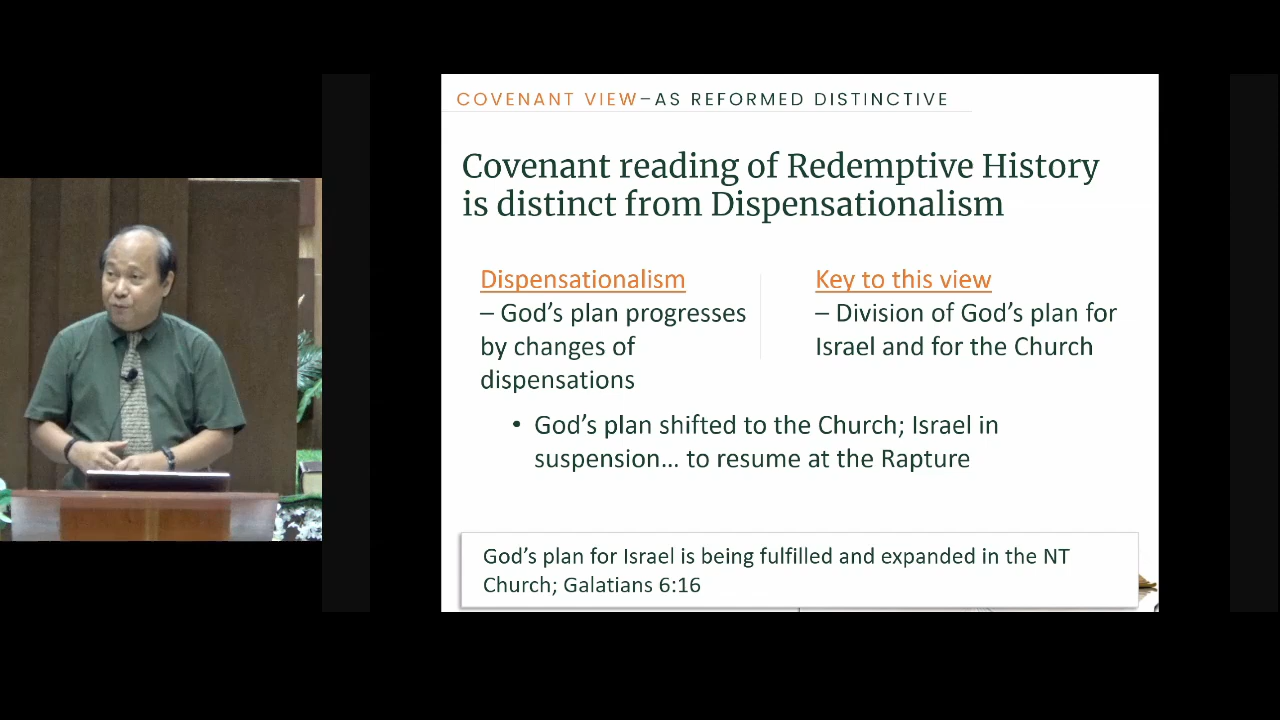 COVENANT VIEW–AS REFORMED DISTINCTIVE
Covenant reading of Redemptive History
is distinct from Dispensationalism
Dispensationalism
– God’s plan progresses
by changes of
dispensations
Key to this view
– Division of God’s plan for
Israel and for the Church
• God’s plan shifted to the Church; Israel in
suspension... to resume at the Rapture
God’s plan for Israel is being fulfilled and expanded in the NT
Church; Galatians 6:16